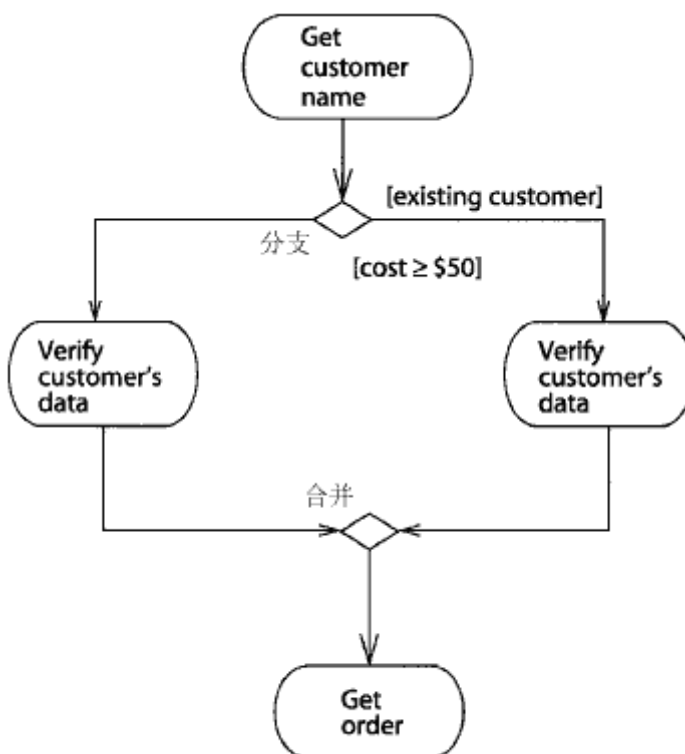 Get
customer
name
[existing customer]
分支
[cost ≥ $50]
Verify
customer's
data
Verify
customer's
data
合并
Get
order